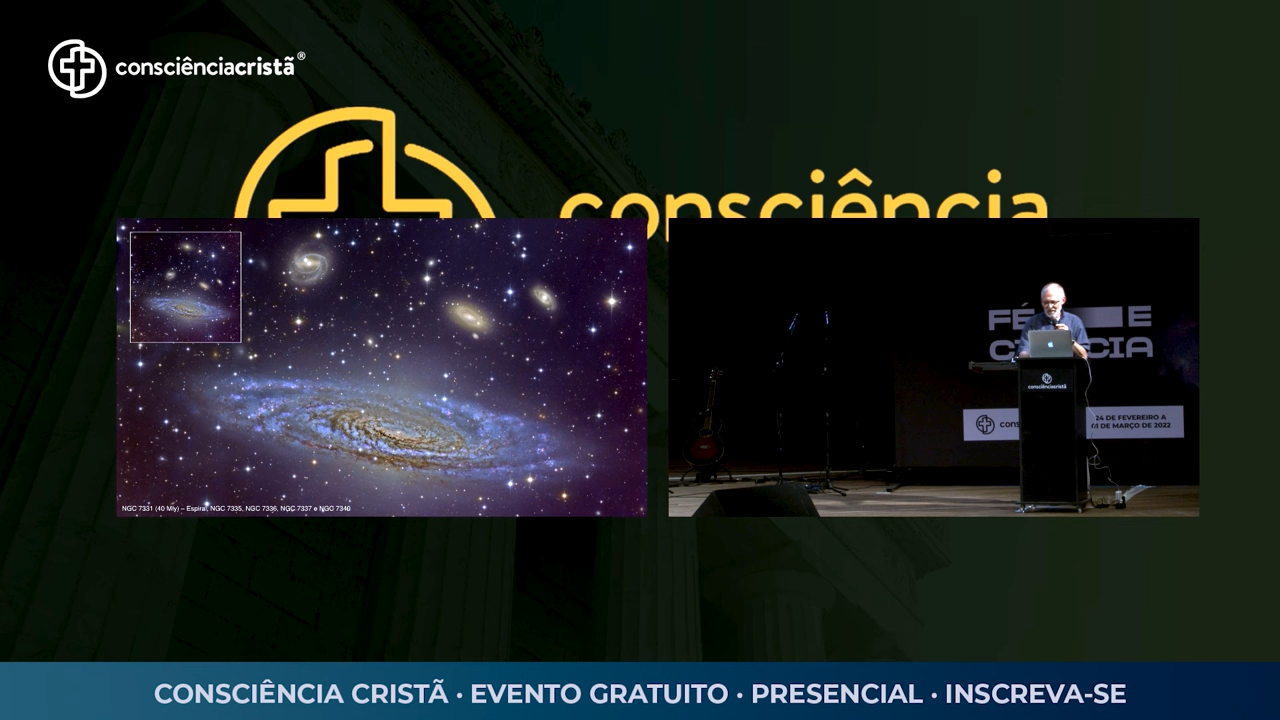 consciênciacristã®
consciência
NGC 7331 (40 Mly) – Espiral, NGC 7335, NGC 7336, NGC 7337 e NGC 7340
FÉ E
CIÊNCIA
consciênciacristã
24 DE FEVEREIRO A
01 DE MARÇO DE 2022
CONSCIÊNCIA CRISTÃ • EVENTO GRATUITO • PRESENCIAL • INSCREVA-SE